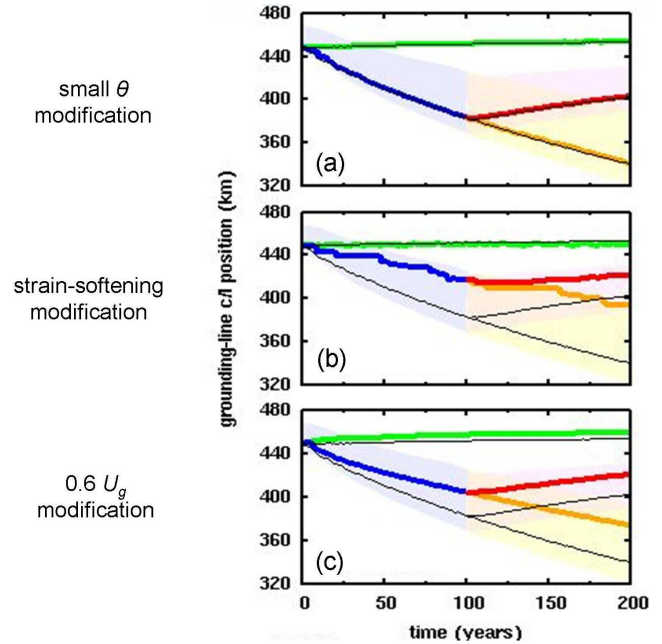 480
440
small θ
modification
400
360
(a)
320
480
440
strain-softening
modification
400
360
(b)
320
grounding-line c/l position (km)
480
440
0.6 Ug
modification
400
360
(c)
320
0 50 100 150 200
time (years)